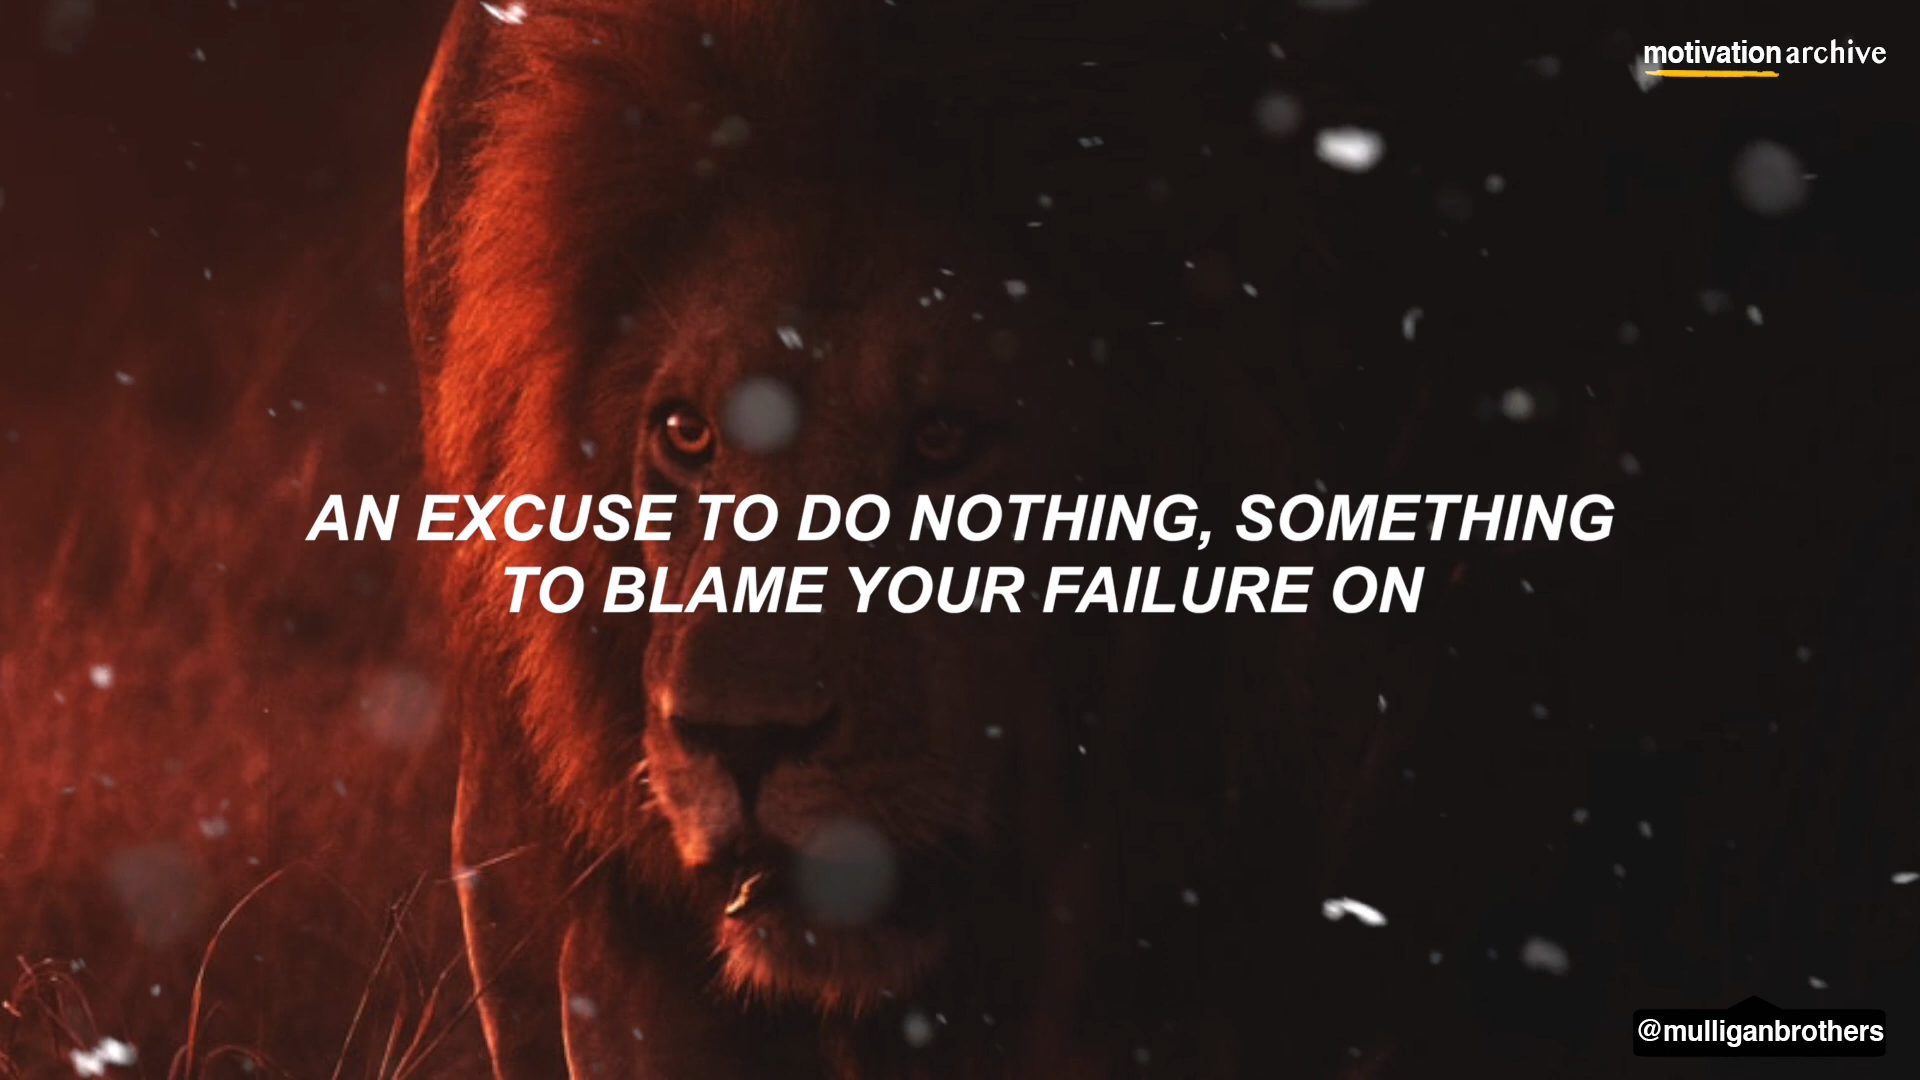 motivation archive
AN EXCUSE TO DO NOTHING, SOMETHING
TO BLAME YOUR FAILURE ON
@mulliganbrothers